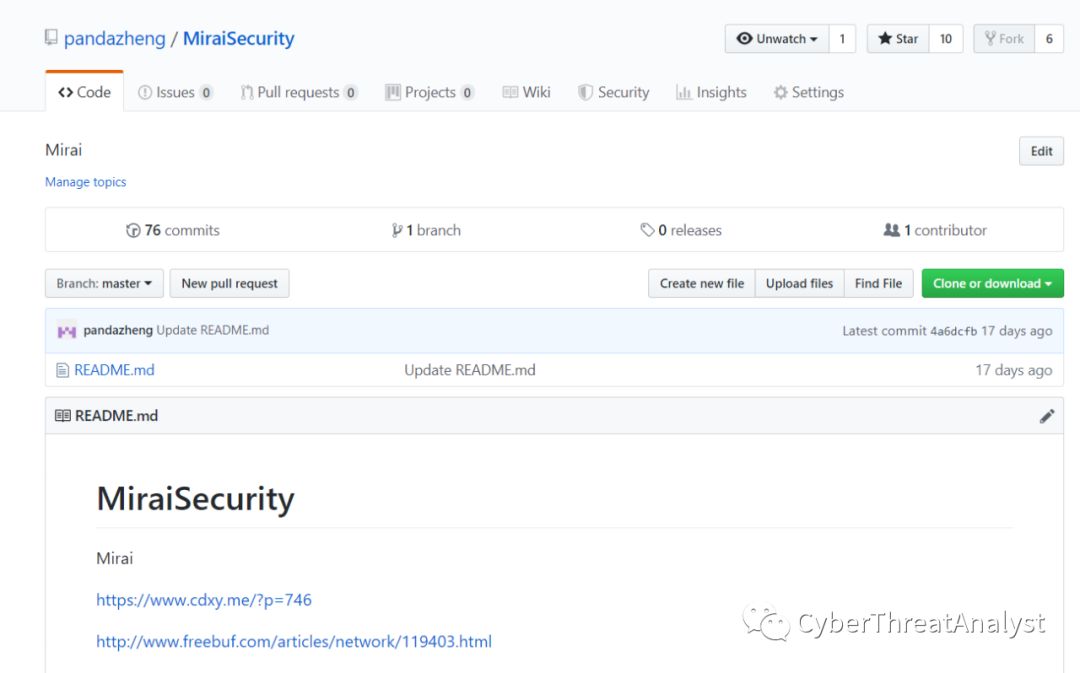 pandazheng / MiraiSecurity Unwatch 1 Star 10 Fork 6
Code Issues 0 Pull requests 0 Projects 0 Wiki Security Insights Settings
Mirai Edit
Manage topics
76 commits 1 branch 0 releases 1 contributor
Branch: master New pull request Create new file Upload files Find File Clone or download
pandazheng Update README.md Latest commit 4a6dcfb 17 days ago
README.md Update README.md 17 days ago
README.md
MiraiSecurity
Mirai
https://www.cdxy.me/?p=746
http://www.freebuf.com/articles/network/119403.html
CyberThreatAnalyst